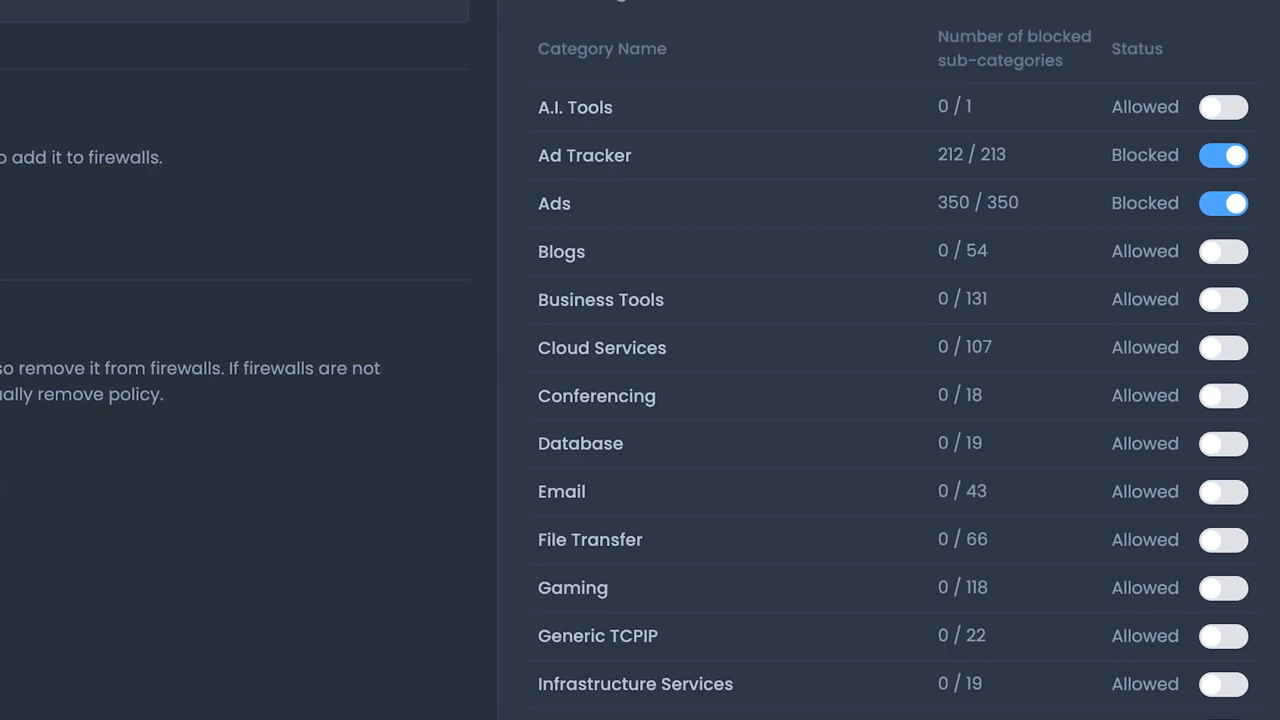 o add it to firewalls.
so remove it from firewalls. If firewalls are not
ually remove policy.
Category Name
Number of blocked
sub-categories
Status
A.I. Tools 0 / 1 Allowed
Ad Tracker 212 / 213 Blocked
Ads 350 / 350 Blocked
Blogs 0 / 54 Allowed
Business Tools 0 / 131 Allowed
Cloud Services 0 / 107 Allowed
Conferencing 0 / 18 Allowed
Database 0 / 19 Allowed
Email 0 / 43 Allowed
File Transfer 0 / 66 Allowed
Gaming 0 / 118 Allowed
Generic TCPIP 0 / 22 Allowed
Infrastructure Services 0 / 19 Allowed